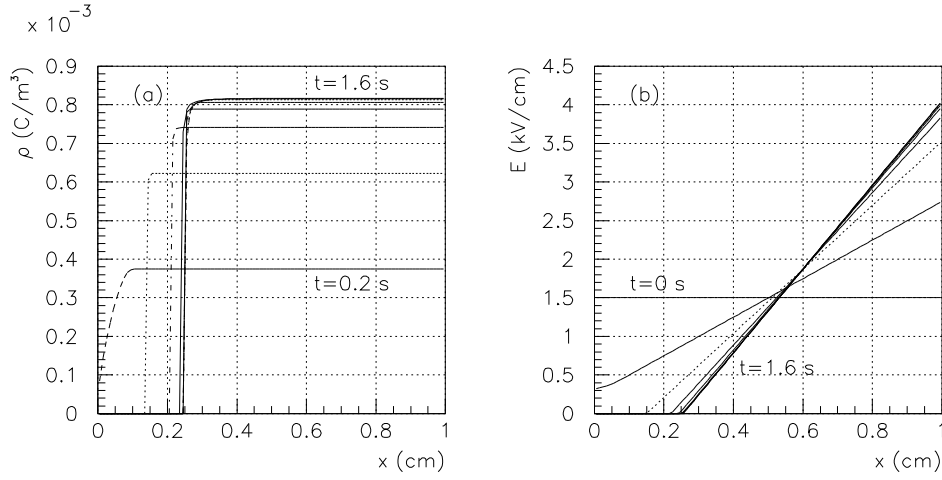 x 10⁻³
ρ (C/m³)
0.9
0.8
0.7
0.6
0.5
0.4
0.3
0.2
0.1
0
(a)
t=1.6 s
t=0.2 s
0 0.2 0.4 0.6 0.8 1
x (cm)
E (kV/cm)
4.5
4
3.5
3
2.5
2
1.5
1
0.5
0
(b)
t=0 s
t=1.6 s
0 0.2 0.4 0.6 0.8 1
x (cm)